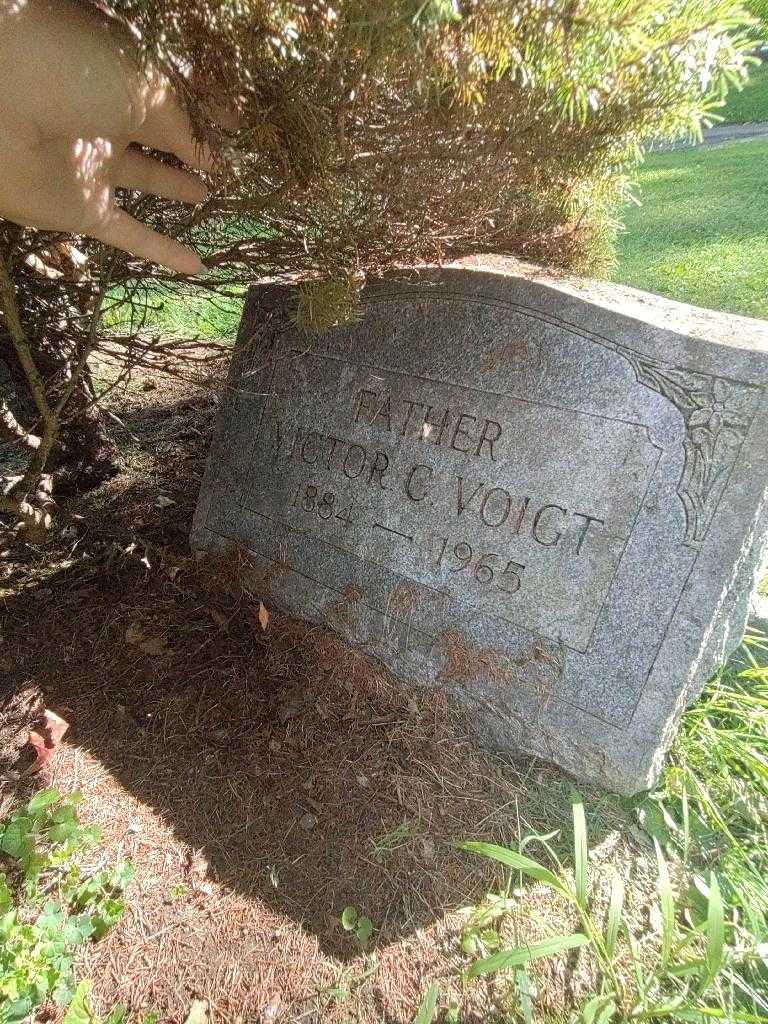 FATHER
VICTOR C. VOIGT
1884 — 1965